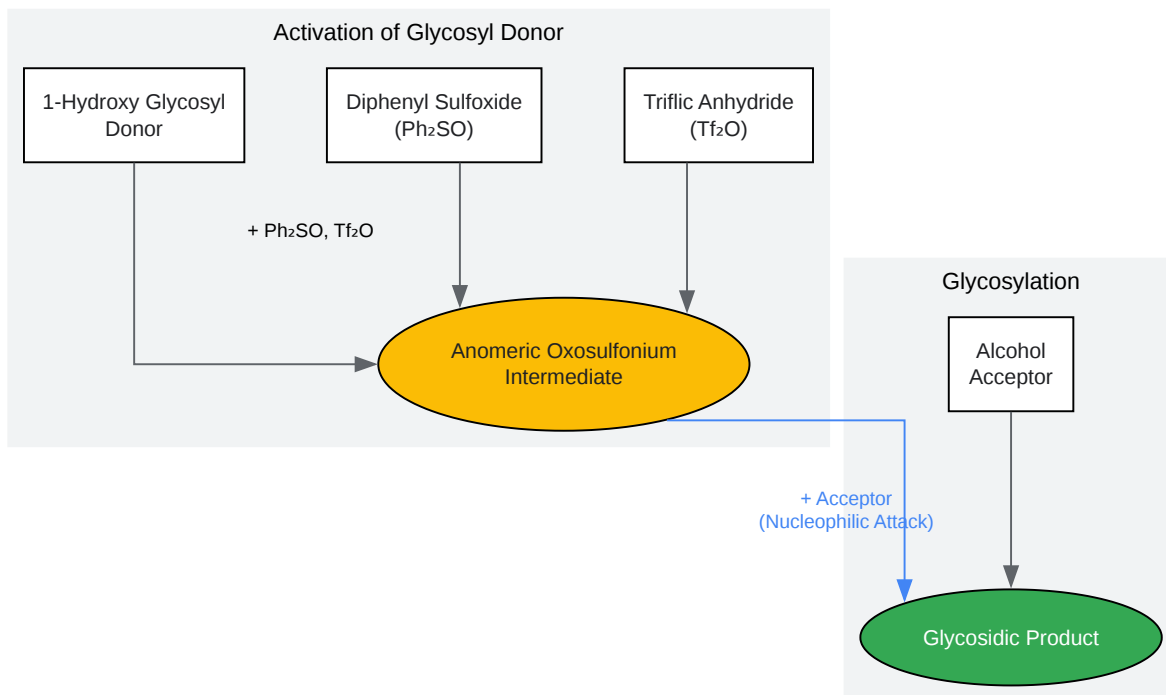 Activation of Glycosyl Donor
1-Hydroxy Glycosyl
Donor
Diphenyl Sulfoxide
(Ph₂SO)
Triflic Anhydride
(Tf₂O)
+ Ph₂SO, Tf₂O
Anomeric Oxosulfonium
Intermediate
Glycosylation
Alcohol
Acceptor
+ Acceptor
(Nucleophilic Attack)
Glycosidic Product